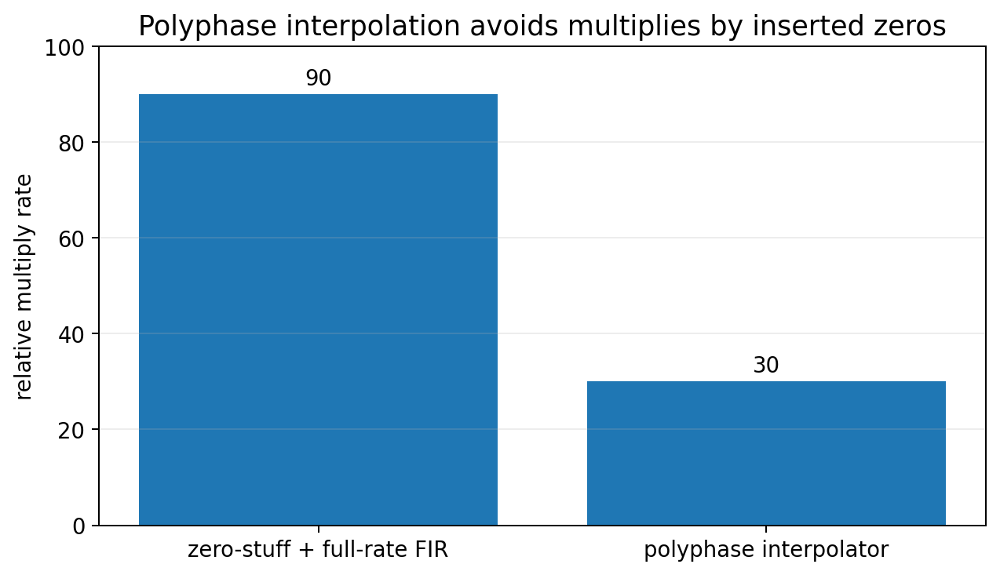 Polyphase interpolation avoids multiplies by inserted zeros
relative multiply rate
100
80
60
40
20
0
90
30
zero-stuff + full-rate FIR
polyphase interpolator